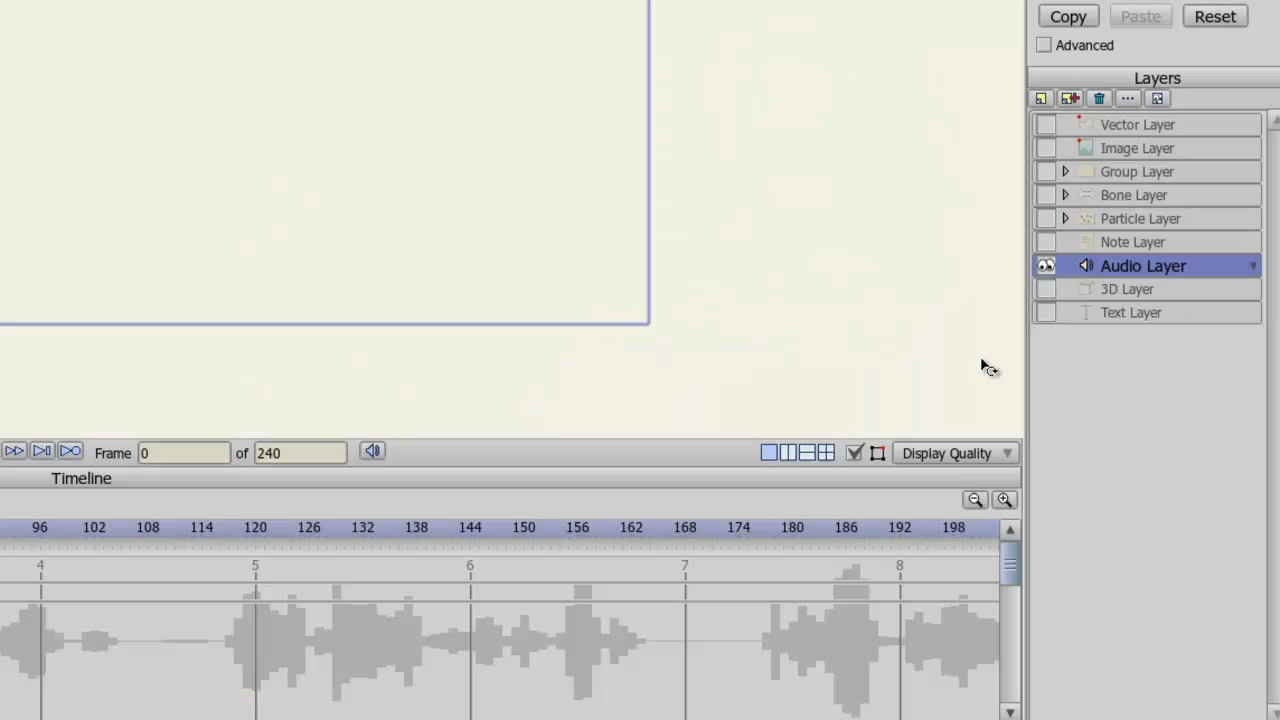 Copy Paste Reset
Advanced
Layers
Vector Layer
Image Layer
Group Layer
Bone Layer
Particle Layer
Note Layer
Audio Layer
3D Layer
Text Layer
Frame 0 of 240 Display Quality
Timeline
96 102 108 114 120 126 132 138 144 150 156 162 168 174 180 186 192 198
4 5 6 7 8